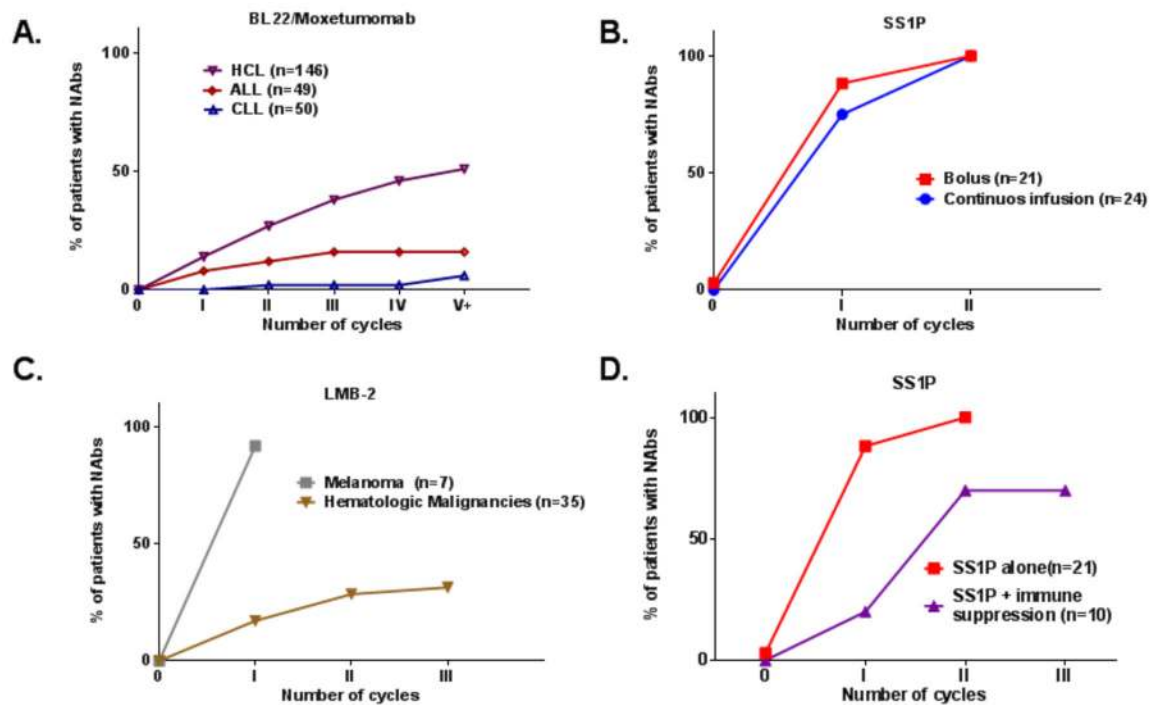 A.
BL22/Moxetumomab
% of patients with NAbs
100
50
0
HCL (n=146)
ALL (n=49)
CLL (n=50)
0 I II III IV V+
Number of cycles
B.
SS1P
% of patients with NAbs
100
50
0
Bolus (n=21)
Continuos infusion (n=24)
0 I II
Number of cycles
C.
LMB-2
% of patients with NAbs
100
50
0
Melanoma (n=7)
Hematologic Malignancies (n=35)
0 I II III
Number of cycles
D.
SS1P
% of patients with NAbs
100
50
0
SS1P alone(n=21)
SS1P + immune
suppression (n=10)
0 I II III
Number of cycles